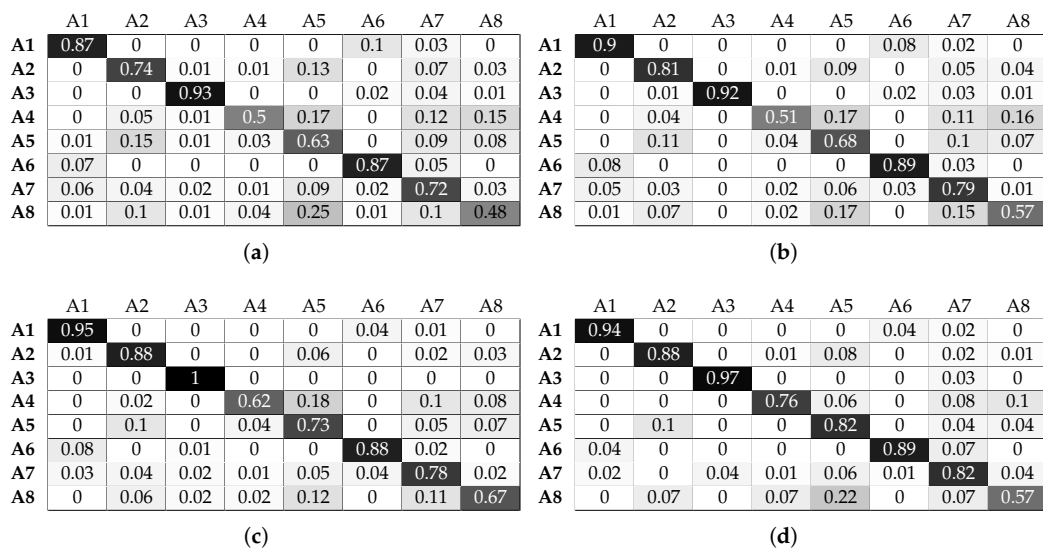 A1 A2 A3 A4 A5 A6 A7 A8
A1 0.87 0 0 0 0 0.1 0.03 0
A2 0 0.74 0.01 0.01 0.13 0 0.07 0.03
A3 0 0 0.93 0 0 0.02 0.04 0.01
A4 0 0.05 0.01 0.5 0.17 0 0.12 0.15
A5 0.01 0.15 0.01 0.03 0.63 0 0.09 0.08
A6 0.07 0 0 0 0 0.87 0.05 0
A7 0.06 0.04 0.02 0.01 0.09 0.02 0.72 0.03
A8 0.01 0.1 0.01 0.04 0.25 0.01 0.1 0.48
(a)
A1 A2 A3 A4 A5 A6 A7 A8
A1 0.9 0 0 0 0 0.08 0.02 0
A2 0 0.81 0 0.01 0.09 0 0.05 0.04
A3 0 0.01 0.92 0 0 0.02 0.03 0.01
A4 0 0.04 0 0.51 0.17 0 0.11 0.16
A5 0 0.11 0 0.04 0.68 0 0.1 0.07
A6 0.08 0 0 0 0 0.89 0.03 0
A7 0.05 0.03 0 0.02 0.06 0.03 0.79 0.01
A8 0.01 0.07 0 0.02 0.17 0 0.15 0.57
(b)
A1 A2 A3 A4 A5 A6 A7 A8
A1 0.95 0 0 0 0 0.04 0.01 0
A2 0.01 0.88 0 0 0.06 0 0.02 0.03
A3 0 0 1 0 0 0 0 0
A4 0 0.02 0 0.62 0.18 0 0.1 0.08
A5 0 0.1 0 0.04 0.73 0 0.05 0.07
A6 0.08 0 0.01 0 0 0.88 0.02 0
A7 0.03 0.04 0.02 0.01 0.05 0.04 0.78 0.02
A8 0 0.06 0.02 0.02 0.12 0 0.11 0.67
(c)
A1 A2 A3 A4 A5 A6 A7 A8
A1 0.94 0 0 0 0 0.04 0.02 0
A2 0 0.88 0 0.01 0.08 0 0.02 0.01
A3 0 0 0.97 0 0 0 0.03 0
A4 0 0 0 0.76 0.06 0 0.08 0.1
A5 0 0.1 0 0 0.82 0 0.04 0.04
A6 0.04 0 0 0 0 0.89 0.07 0
A7 0.02 0 0.04 0.01 0.06 0.01 0.82 0.04
A8 0 0.07 0 0.07 0.22 0 0.07 0.57
(d)